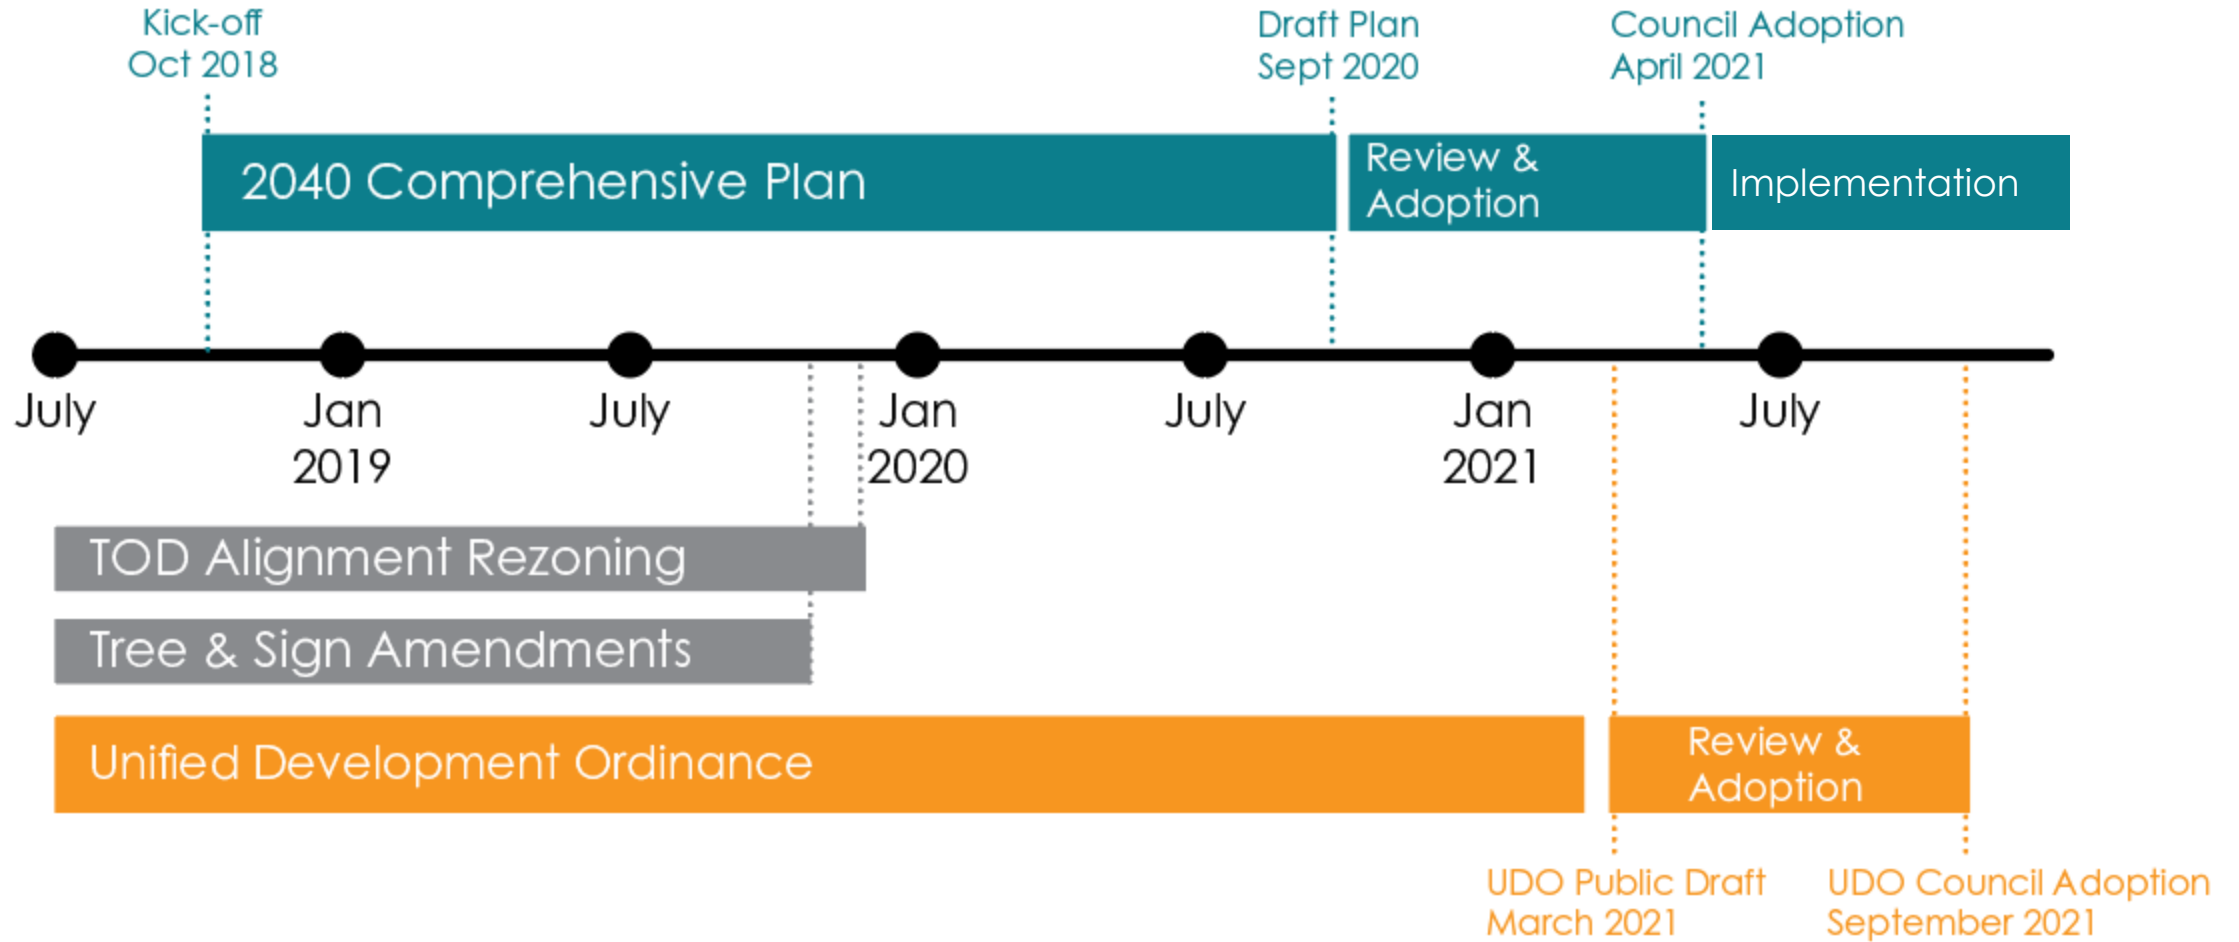 Kick-off
Oct 2018
Draft Plan
Sept 2020
Council Adoption
April 2021
2040 Comprehensive Plan
Review &
Adoption
Implementation
July
Jan
2019
July
Jan
2020
July
Jan
2021
July
TOD Alignment Rezoning
Tree & Sign Amendments
Unified Development Ordinance
Review &
Adoption
UDO Public Draft
March 2021
UDO Council Adoption
September 2021